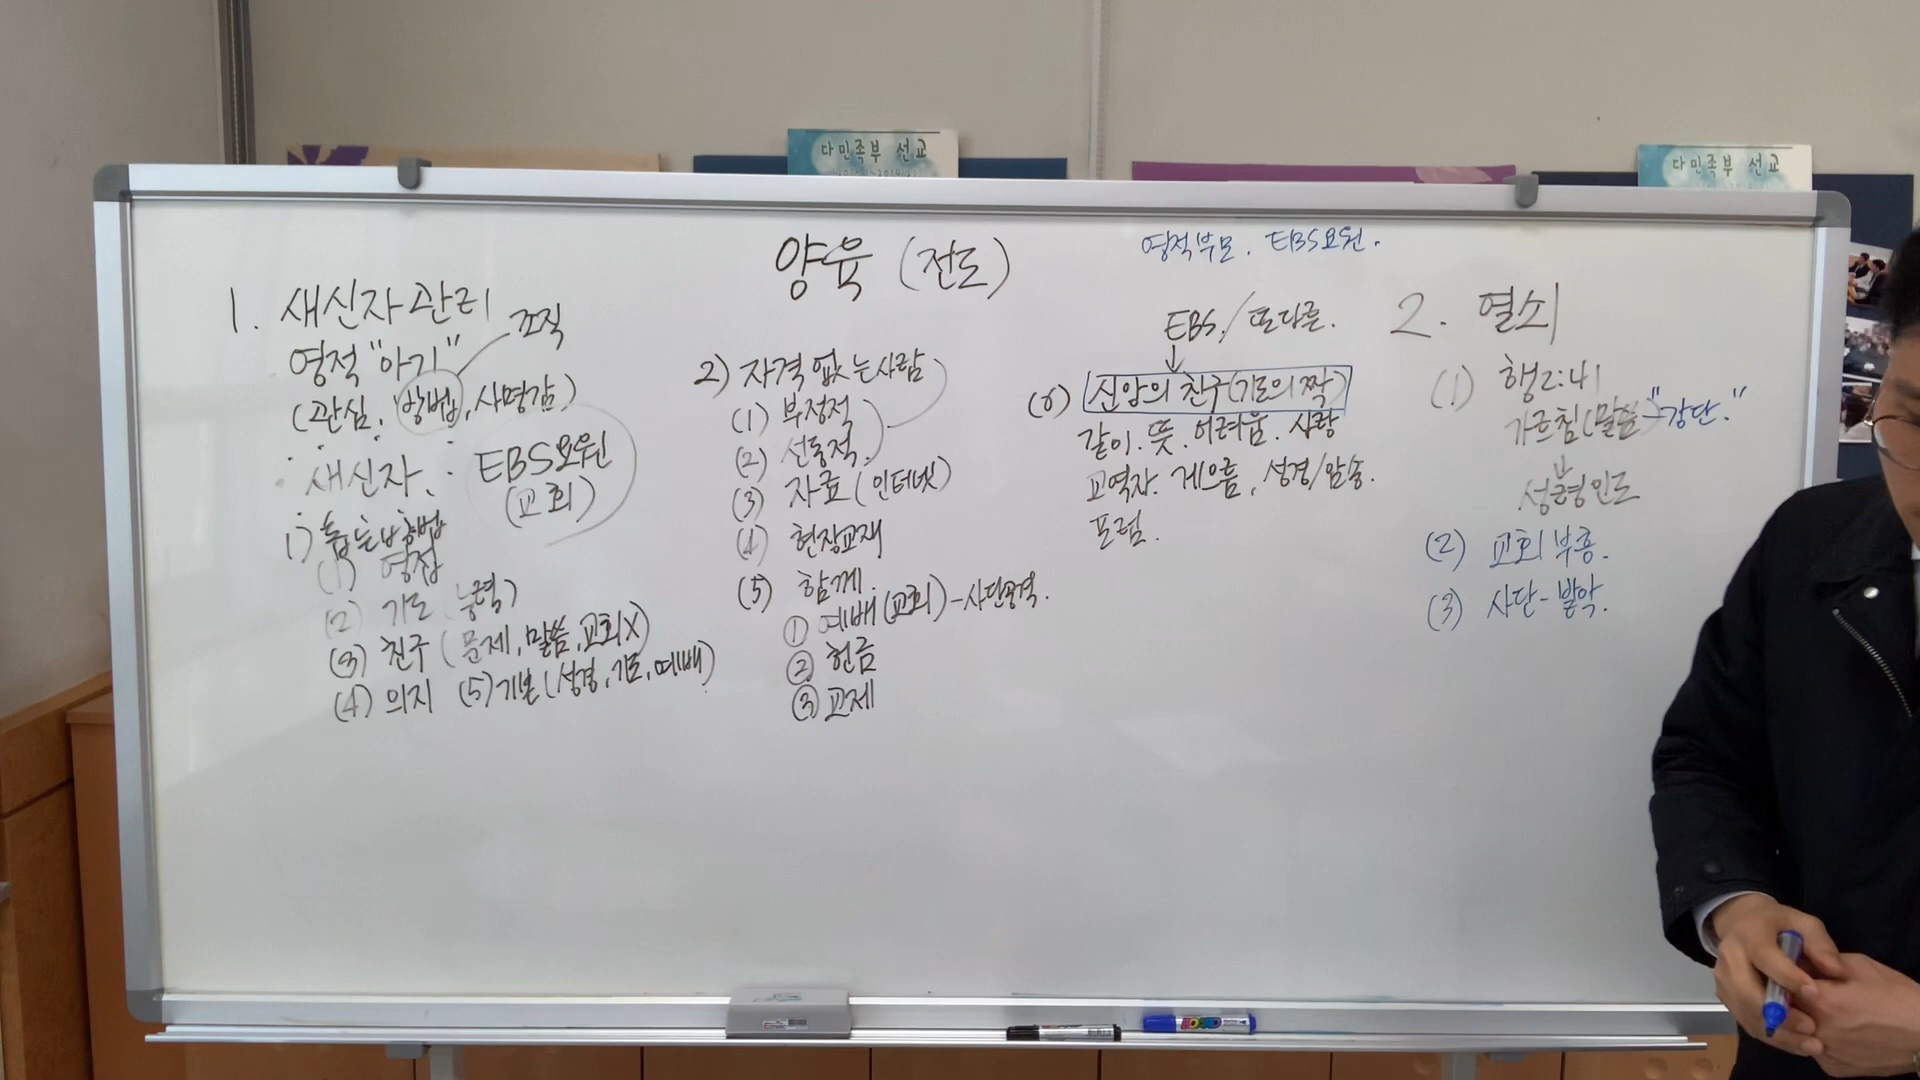 다민족부 선교
다민족부 선교
양육 (전도)
영적부모. EBS요원.
1. 새신자관리
조직
영적 "아기"
(관심, 방법, 사명감)
새신자.
EBS요원
(교회)
1) 돕는방법
(1) 영접
(2) 기도 능력)
(3) 친구 (문제, 말씀, 교회X)
(4) 의지 (5) 기본(성경, 기도, 예배)
2) 자격 없는사람
(1) 부정적
(2) 선동적
(3) 자료 (인터넷)
(4) 현장교재
(5) 함께.
① 예배(교회)-사단공격.
② 헌금
③ 교제
EBS / 또다른.
(6) 신앙의 친구(기도의 짝)
같이. 뜻. 어려움. 사랑
교역자. 게으름, 성경/암송.
포럼.
2. 열쇠
(1) 행2:41
가르침(말씀)-"강단."
성령인도
(2) 교회 부흥.
(3) 사단-발악.